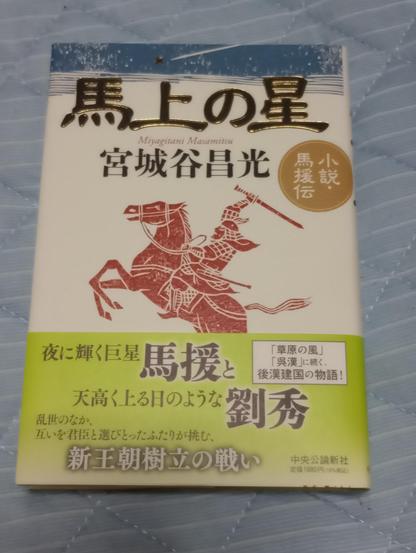 馬上の星
小説・
馬援伝
Miyagitani Masamitsu
宮城谷昌光
夜に輝く巨星
馬援と
天高く上る日のような
劉秀
「草原の風」
「呉漢」に続く、
後漢建国の物語！
乱世のなか、
互いを君臣と選びとったふたりが挑む、
新王朝樹立の戦い
中央公論新社